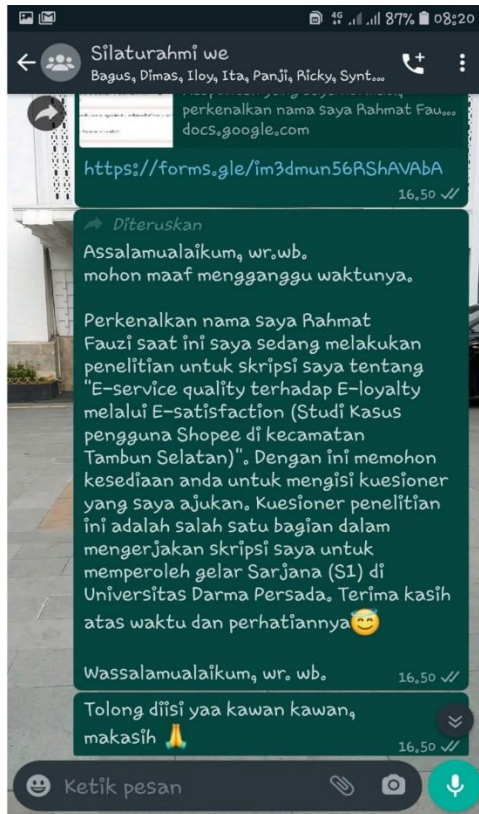 4G 87% 08:20
Silaturahmi we
Bagus, Dimas, Iloy, Ita, Panji, Ricky, Synt...
perkenalkan nama saya Rahmat Fau...
docs.google.com
https://forms.gle/im3dmun56RShAVAbA
16.50
Diteruskan
Assalamualaikum, wr.wb.
mohon maaf mengganggu waktunya.
Perkenalkan nama saya Rahmat
Fauzi saat ini saya sedang melakukan
penelitian untuk skripsi saya tentang
"E-service quality terhadap E-loyalty
melalui E-satisfaction (Studi Kasus
pengguna Shopee di kecamatan
Tambun Selatan)". Dengan ini memohon
kesediaan anda untuk mengisi kuesioner
yang saya ajukan. Kuesioner penelitian
ini adalah salah satu bagian dalam
mengerjakan skripsi saya untuk
memperoleh gelar Sarjana (S1) di
Universitas Darma Persada. Terima kasih
atas waktu dan perhatiannya😇
Wassalamualaikum, wr. wb.
16.50
Tolong diisi yaa kawan kawan,
makasih 🙏
16.50
Ketik pesan